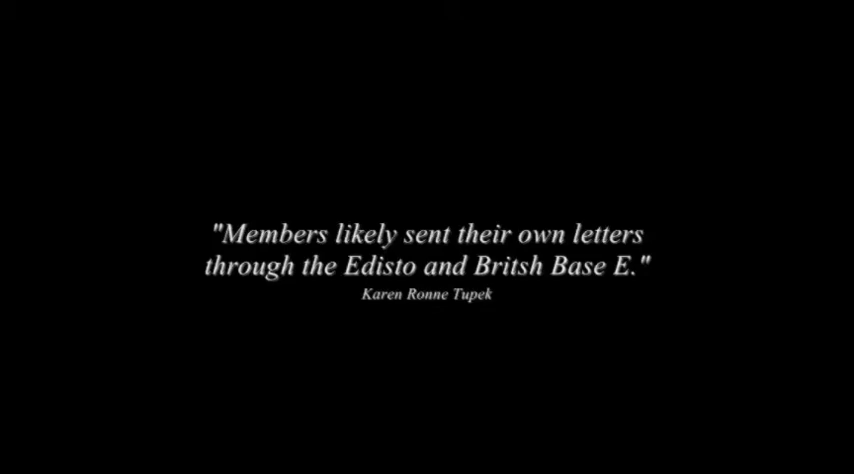 "Members likely sent their own letters
through the Edisto and Britsh Base E."
Karen Ronne Tupek